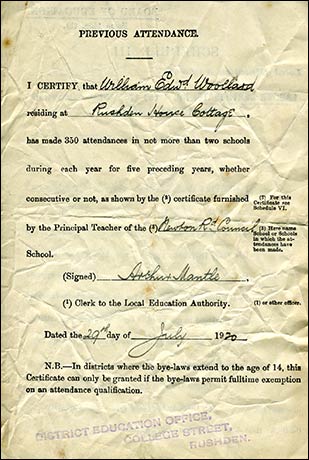 PREVIOUS ATTENDANCE.
I CERTIFY, that William Edwd Woollard
residing at Rushden House Cottage,
has made 350 attendances in not more than two schools
during each year for five preceding years, whether
consecutive or not, as shown by the (²) certificate furnished
(²) For this
Certificate see
Schedule VI.
by the Principal Teacher of the (³) Newton Rd Council
(³) Here name
School or Schools
in which the at-
tendances have
been made.
School.
(Signed) Arthur Mantle,
(¹) Clerk to the Local Education Authority.
(¹) or other officer.
Dated the 29th day of July 1920
N.B.—In districts where the bye-laws extend to the age of 14, this
Certificate can only be granted if the bye-laws permit fulltime exemption
on an attendance qualification.
DISTRICT EDUCATION OFFICE,
COLLEGE STREET,
RUSHDEN.